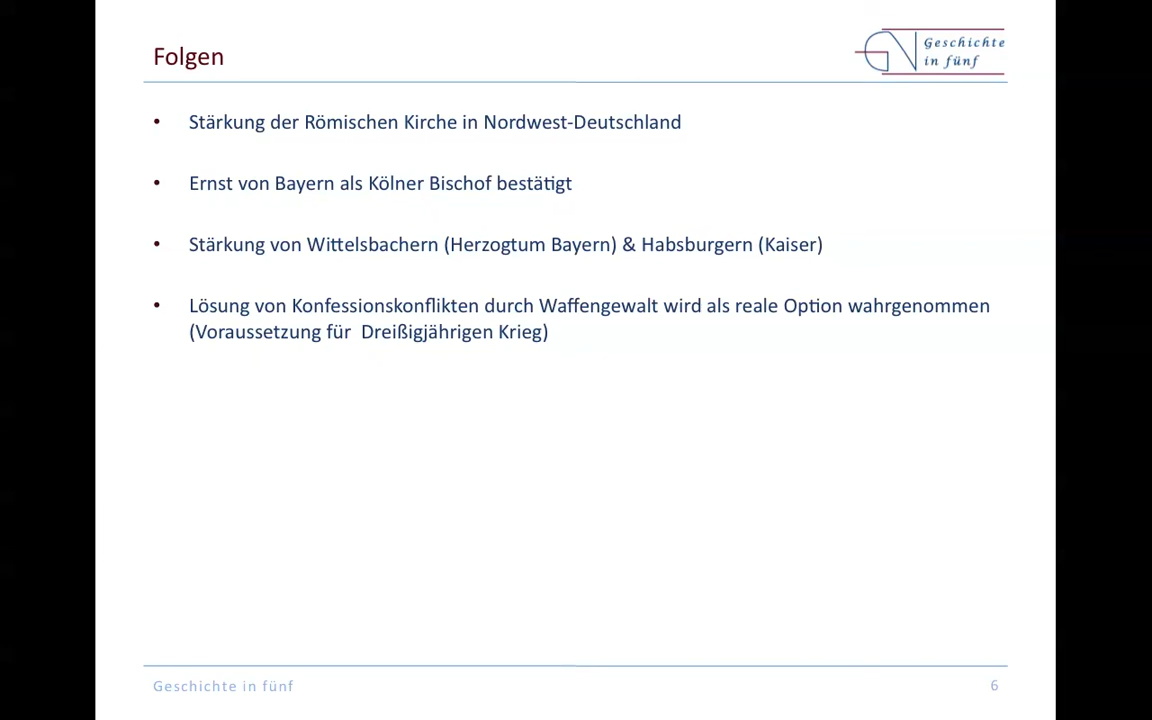 Folgen
Geschichte
in fünf
• Stärkung der Römischen Kirche in Nordwest-Deutschland
• Ernst von Bayern als Kölner Bischof bestätigt
• Stärkung von Wittelsbachern (Herzogtum Bayern) & Habsburgern (Kaiser)
• Lösung von Konfessionskonflikten durch Waffengewalt wird als reale Option wahrgenommen
(Voraussetzung für  Dreißigjährigen Krieg)
Geschichte in fünf
6